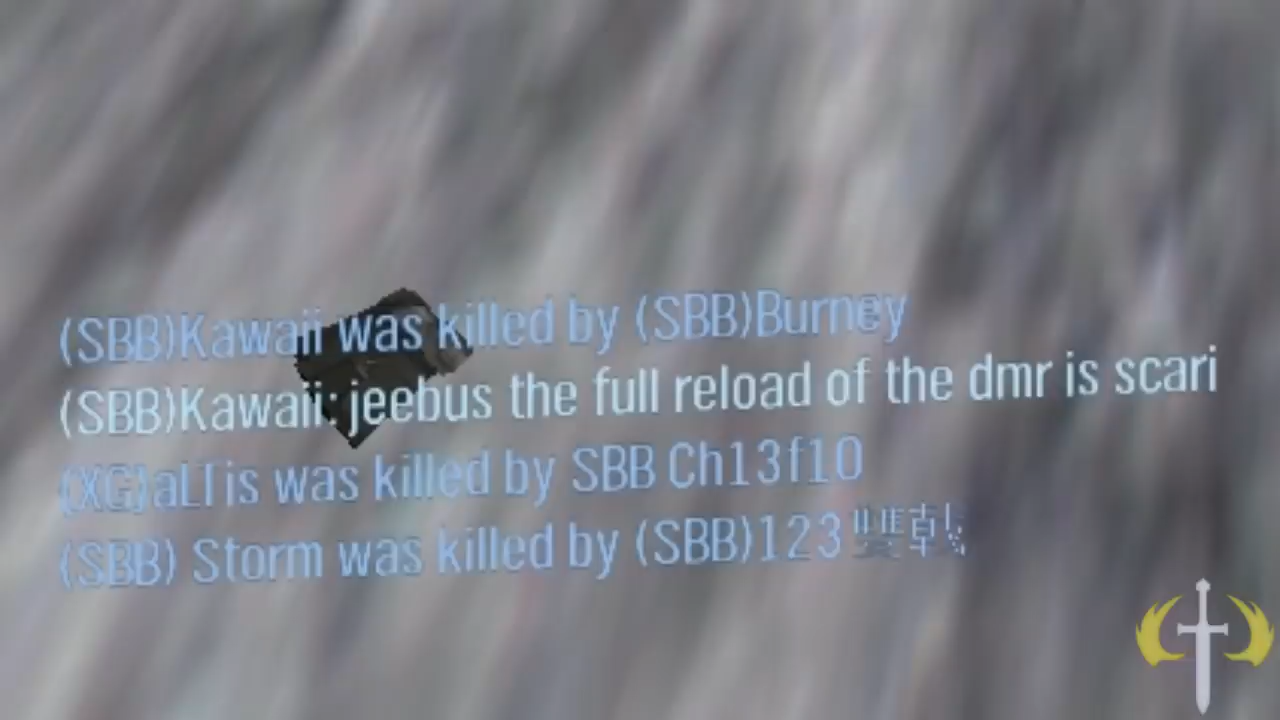 (SBB)Kawaii was killed by (SBB)Burney
(SBB)Kawaii: jeebus the full reload of the dmr is scari
(XG)aLTis was killed by SBB Ch13f10
(SBB) Storm was killed by (SBB)123